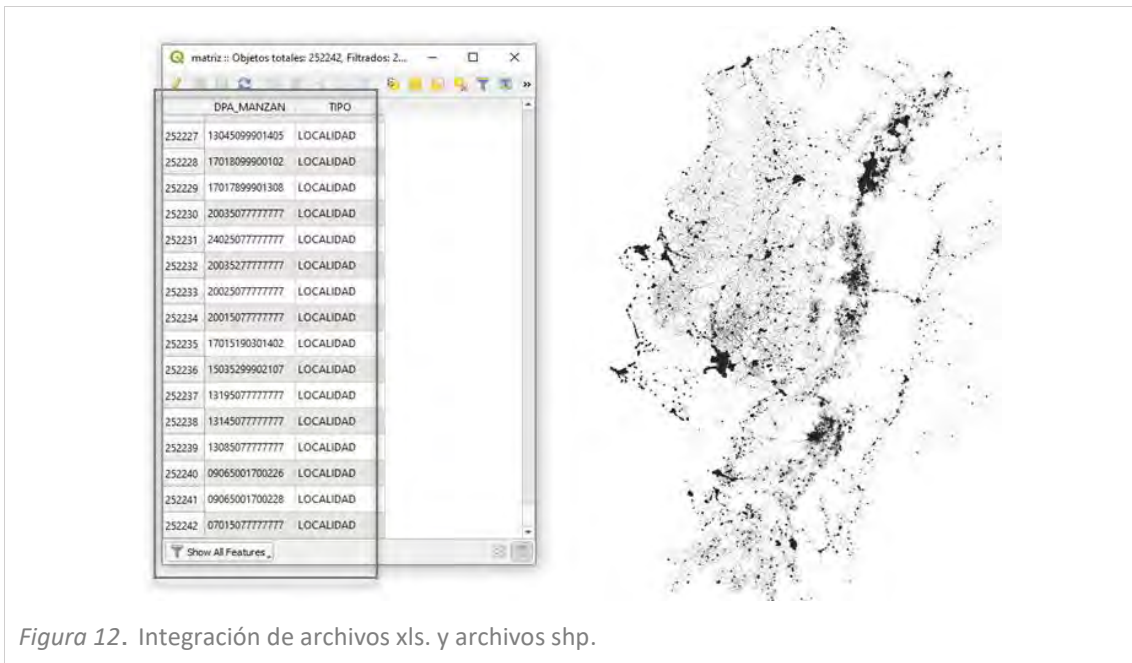 matriz :: Objetos totales: 252242, Filtrados: 2...
DPA_MANZAN TIPO
252227 13045099901405 LOCALIDAD
252228 17018099900102 LOCALIDAD
252229 17017899901308 LOCALIDAD
252230 20035077777777 LOCALIDAD
252231 24025077777777 LOCALIDAD
252232 20035277777777 LOCALIDAD
252233 20025077777777 LOCALIDAD
252234 20015077777777 LOCALIDAD
252235 17015190301402 LOCALIDAD
252236 15035299902107 LOCALIDAD
252237 13195077777777 LOCALIDAD
252238 13145077777777 LOCALIDAD
252239 13085077777777 LOCALIDAD
252240 09065001700226 LOCALIDAD
252241 09065001700228 LOCALIDAD
252242 07015077777777 LOCALIDAD
Show All Features
Figura 12. Integración de archivos xls. y archivos shp.